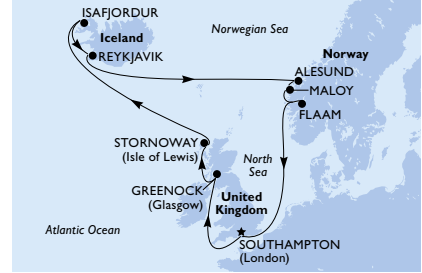 ISAFJORDUR
Norwegian Sea
Iceland
REYKJAVIK
Norway
ALESUND
MALOY
FLAAM
STORNOWAY
(Isle of Lewis)
North
Sea
GREENOCK
(Glasgow)
United
Kingdom
Atlantic Ocean
SOUTHAMPTON
(London)